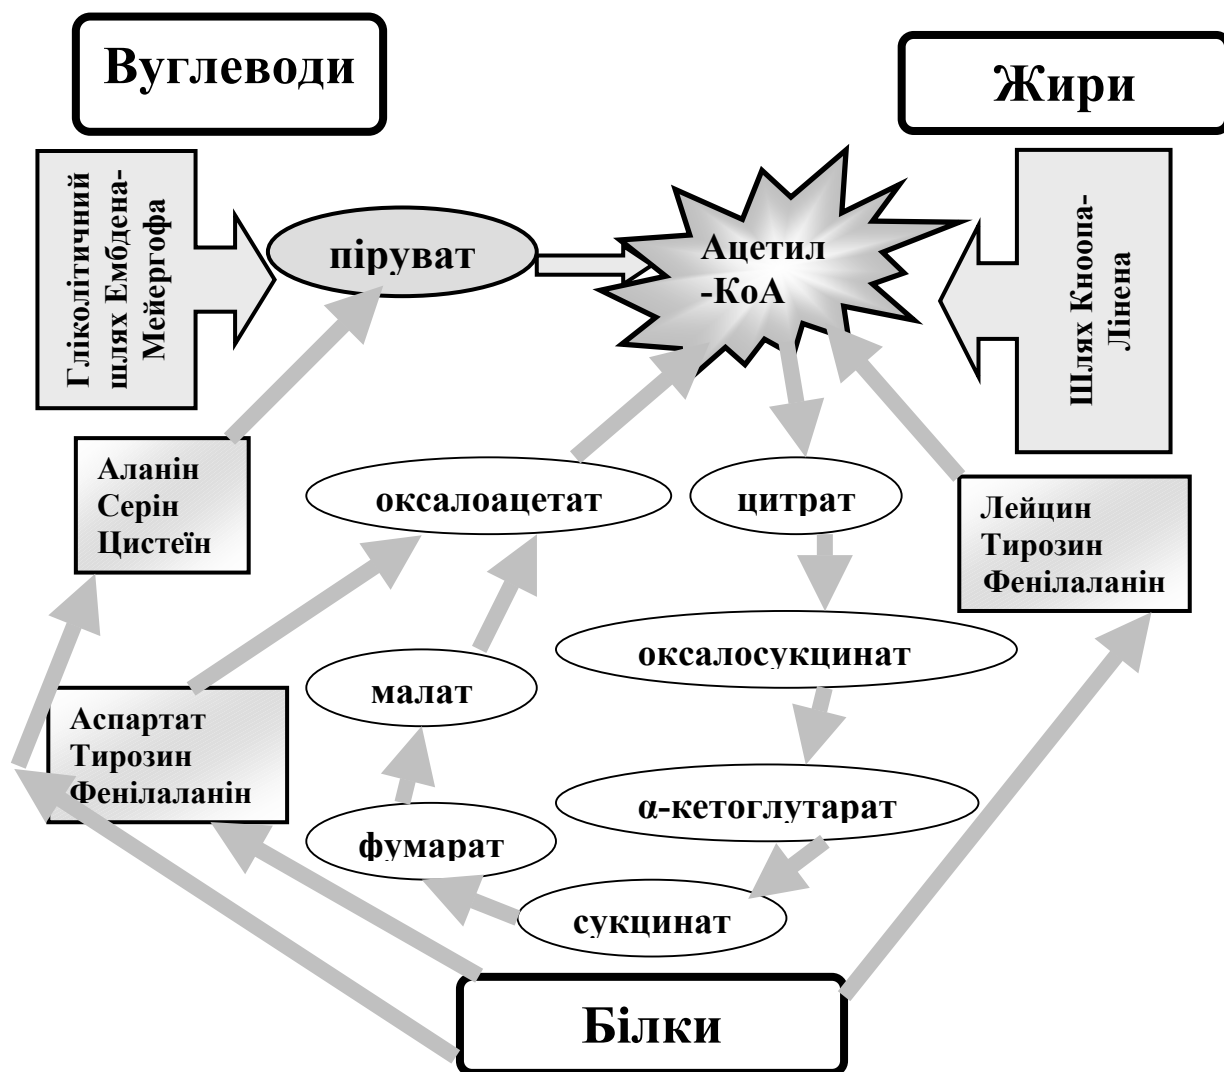 Вуглеводи
Жири
Гліколітичний
шлях Ембдена-
Мейергофа
піруват
Ацетил
-КоА
Шлях Кноопа-
Лінена
Аланін
Серін
Цистеїн
оксалоацетат
цитрат
Лейцин
Тирозин
Фенілаланін
оксалосукцинат
малат
Аспартат
Тирозин
Фенілаланін
α-кетоглутарат
фумарат
сукцинат
Білки